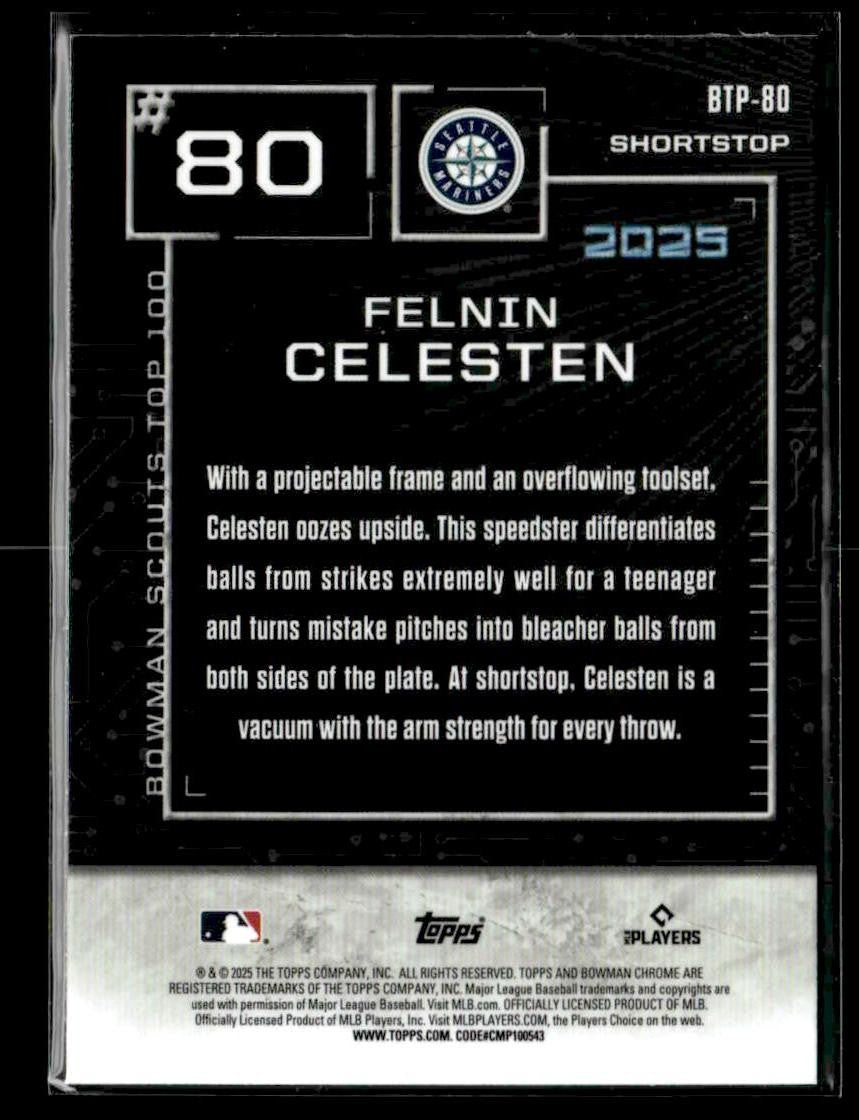 #
80
SEATTLE
MARINERS
BTP-80
SHORTSTOP
2025
FELNIN
CELESTEN
BOWMAN SCOUTS TOP 100
With a projectable frame and an overflowing toolset,
Celesten oozes upside. This speedster differentiates
balls from strikes extremely well for a teenager
and turns mistake pitches into bleacher balls from
both sides of the plate. At shortstop, Celesten is a
vacuum with the arm strength for every throw.
Topps
MLB PLAYERS
® & © 2025 THE TOPPS COMPANY, INC. ALL RIGHTS RESERVED. TOPPS AND BOWMAN CHROME ARE
REGISTERED TRADEMARKS OF THE TOPPS COMPANY, INC. Major League Baseball trademarks and copyrights are
used with permission of Major League Baseball. Visit MLB.com. OFFICIALLY LICENSED PRODUCT OF MLB.
Officially Licensed Product of MLB Players, Inc. Visit MLBPLAYERS.COM, the Players Choice on the web.
WWW.TOPPS.COM. CODE#CMP100543